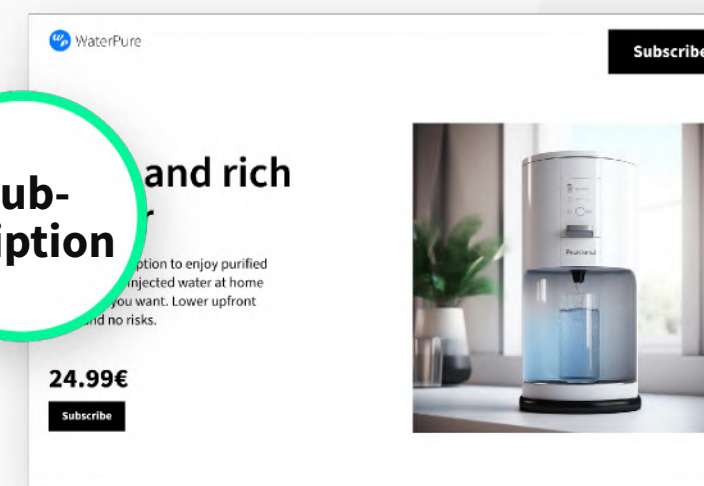 WaterPure
Subscribe
ub-
iption
and rich
ption to enjoy purified
injected water at home
you want. Lower upfront
and no risks.
24.99€
Subscribe